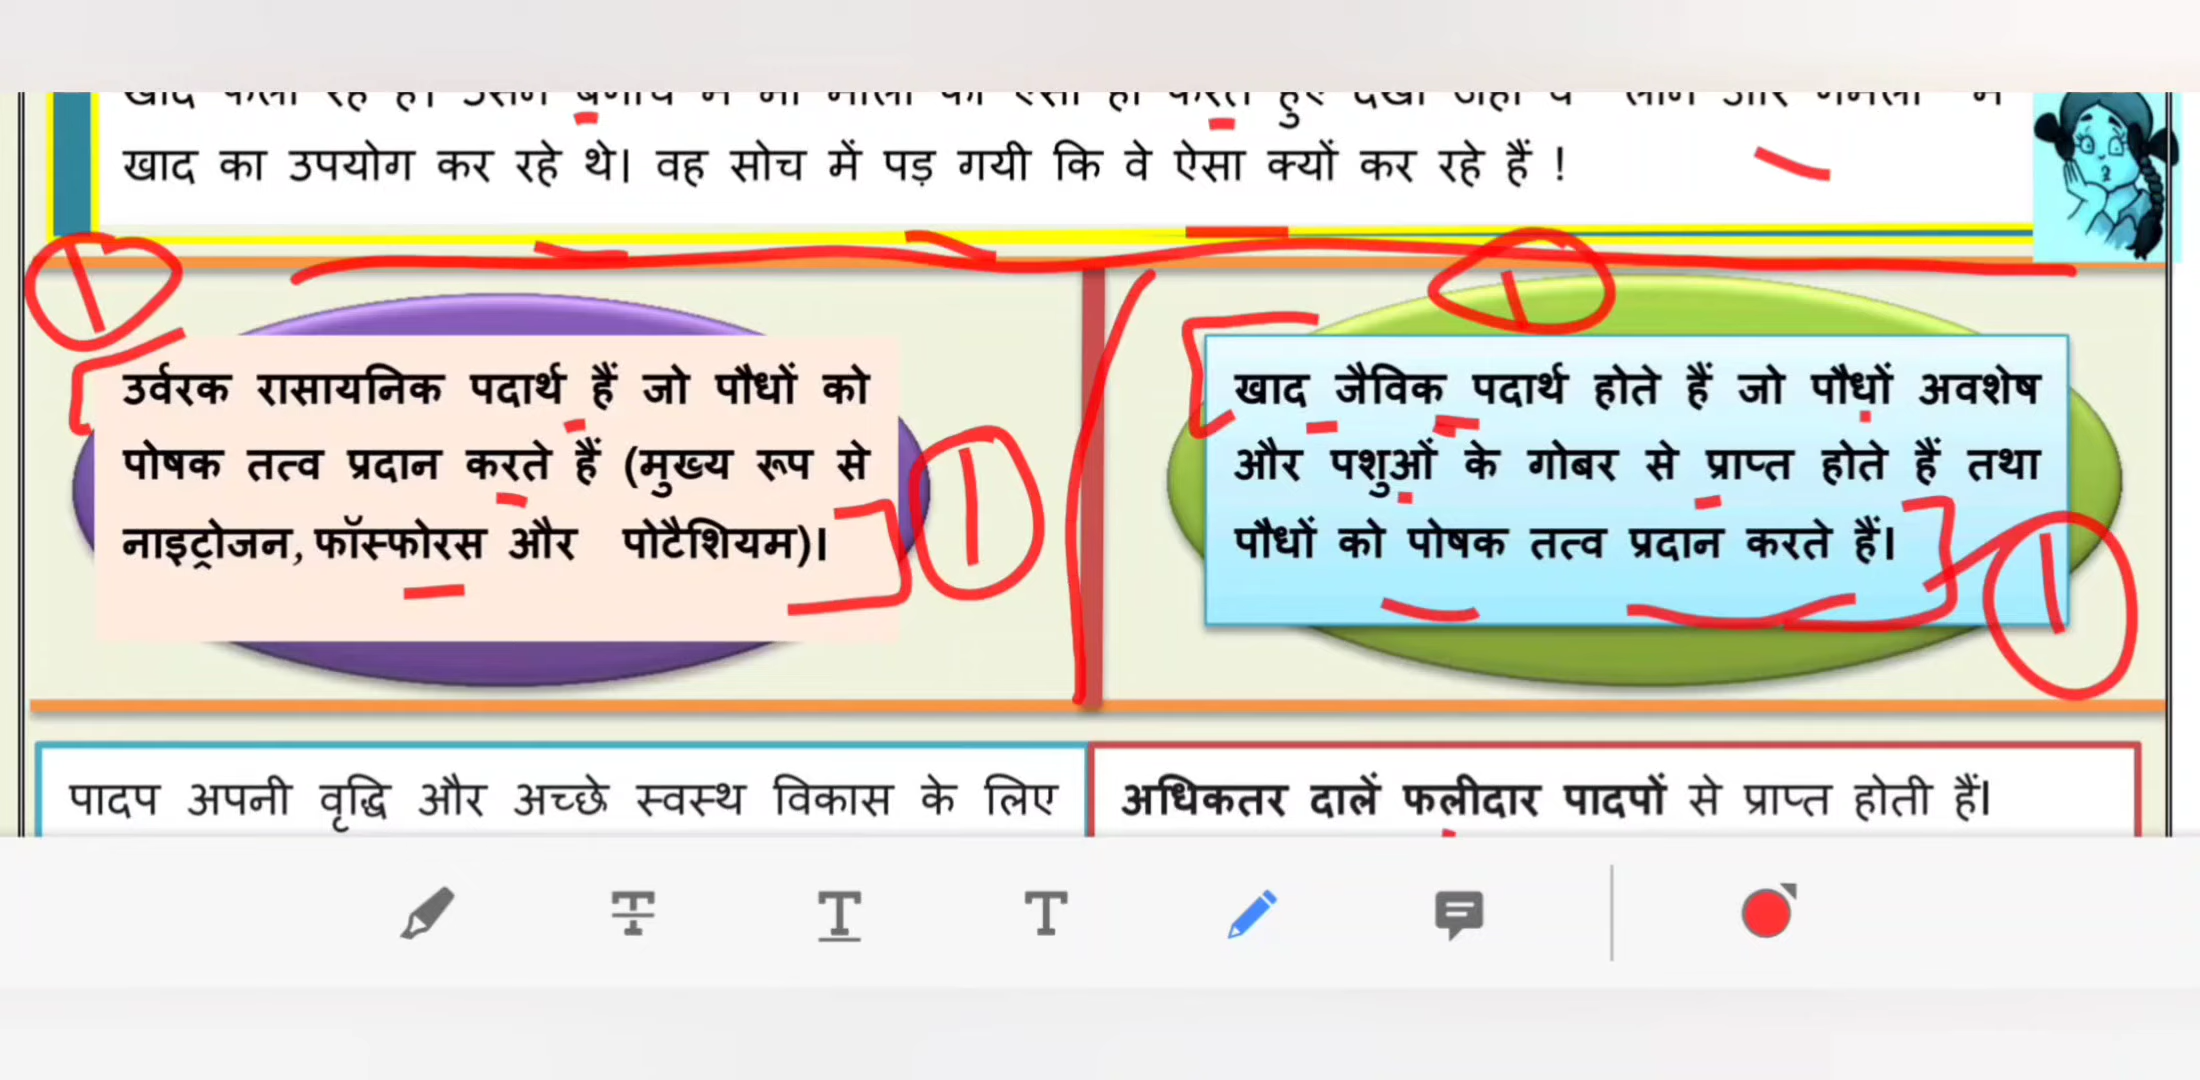 खाद का उपयोग कर रहे थे। वह सोच में पड़ गयी कि वे ऐसा क्यों कर रहे हैं !
उर्वरक रासायनिक पदार्थ हैं जो पौधों को
पोषक तत्व प्रदान करते हैं (मुख्य रूप से
नाइट्रोजन, फॉस्फोरस और पोटैशियम)।
खाद जैविक पदार्थ होते हैं जो पौधों अवशेष
और पशुओं के गोबर से प्राप्त होते हैं तथा
पौधों को पोषक तत्व प्रदान करते हैं।
पादप अपनी वृद्धि और अच्छे स्वस्थ विकास के लिए
अधिकतर दालें फलीदार पादपों से प्राप्त होती हैं।